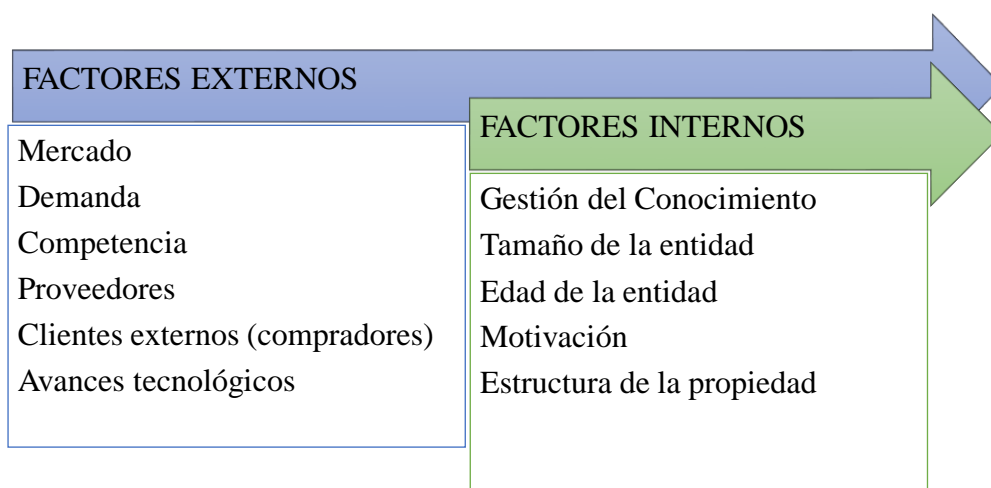 FACTORES EXTERNOS
Mercado
Demanda
Competencia
Proveedores
Clientes externos (compradores)
Avances tecnológicos
FACTORES INTERNOS
Gestión del Conocimiento
Tamaño de la entidad
Edad de la entidad
Motivación
Estructura de la propiedad